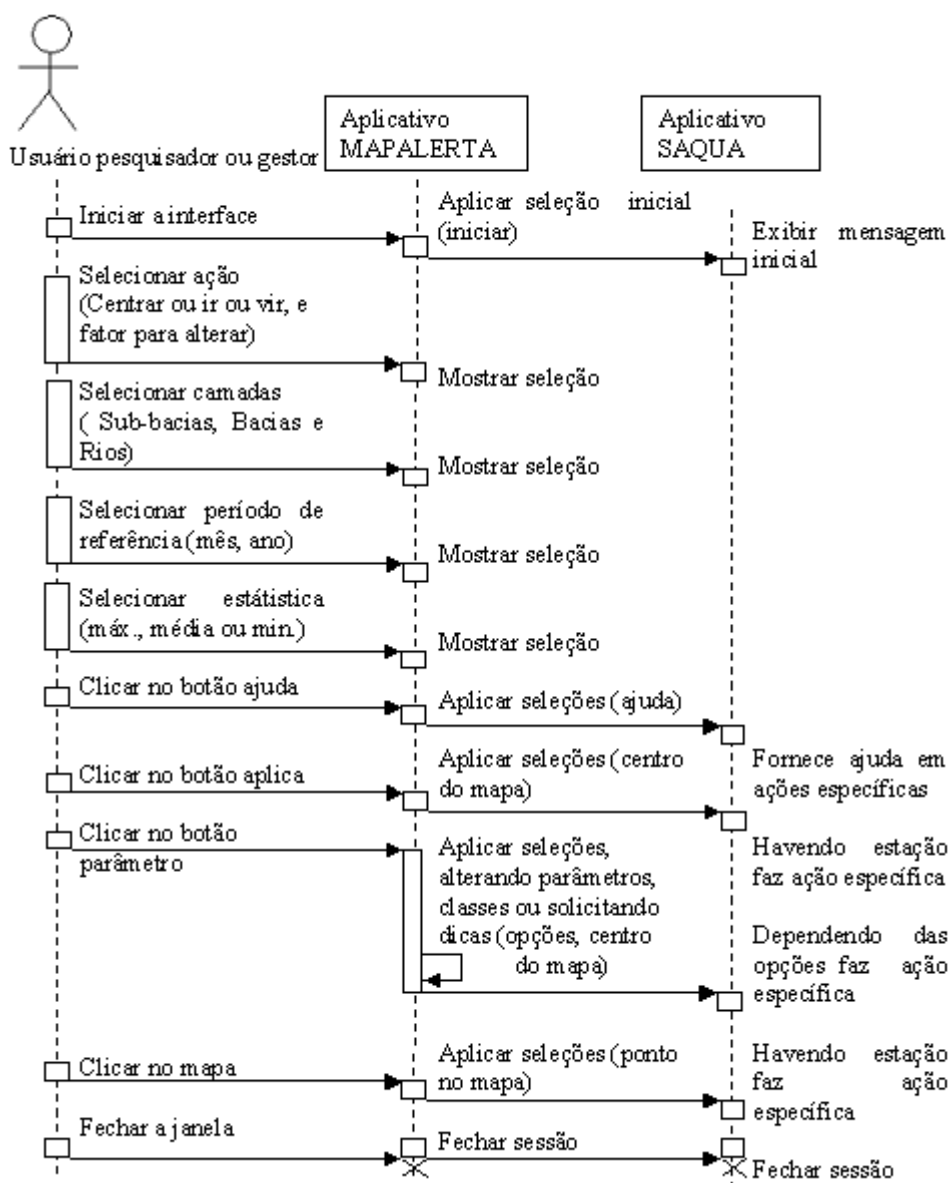 Aplicativo
MAPALERTA
Aplicativo
SAQUA
Usuário pesquisador ou gestor
Iniciar a interface
Aplicar seleção inicial
(iniciar)
Exibir mensagem
inicial
Selecionar ação
(Centrar ou ir ou vir, e
fator para alterar)
Mostrar seleção
Selecionar camadas
( Sub-bacias, Bacias e
Rios)
Mostrar seleção
Selecionar período de
referência (mês, ano)
Mostrar seleção
Selecionar estátistica
(máx., média ou min.)
Mostrar seleção
Clicar no botão ajuda
Aplicar seleções (ajuda)
Fornece ajuda em
ações específicas
Clicar no botão aplica
Aplicar seleções (centro
do mapa)
Havendo estação
faz ação específica
Clicar no botão
parâmetro
Aplicar seleções,
alterando parâmetros,
classes ou solicitando
dicas (opções, centro
do mapa)
Dependendo das
opções faz ação
específica
Clicar no mapa
Aplicar seleções (ponto
no mapa)
Havendo estação
faz ação
específica
Fechar a janela
Fechar sessão
Fechar sessão